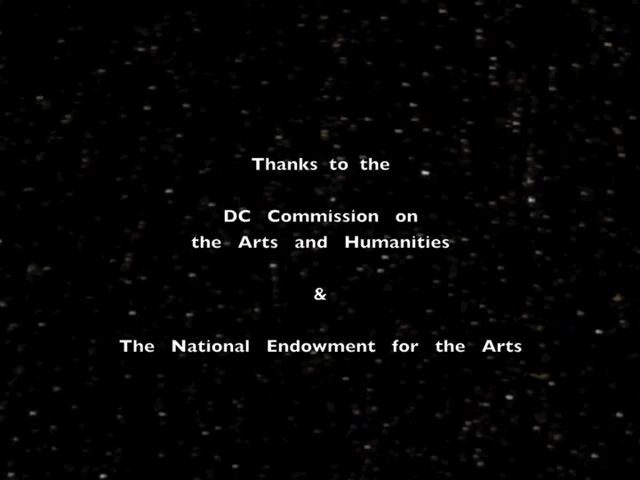 Thanks to the
DC Commission on
the Arts and Humanities
&
The National Endowment for the Arts